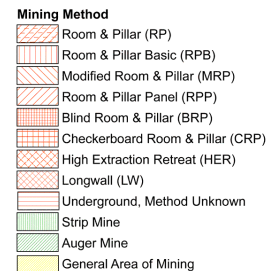 Mining Method
Room & Pillar (RP)
Room & Pillar Basic (RPB)
Modified Room & Pillar (MRP)
Room & Pillar Panel (RPP)
Blind Room & Pillar (BRP)
Checkerboard Room & Pillar (CRP)
High Extraction Retreat (HER)
Longwall (LW)
Underground, Method Unknown
Strip Mine
Auger Mine
General Area of Mining